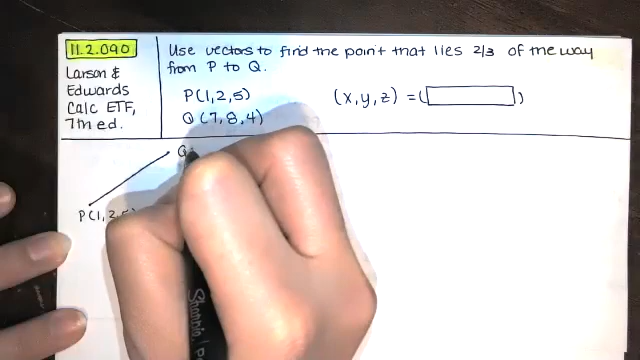 11.2.090
Larson &
Edwards
Calc ETF,
7th ed.
Use vectors to find the point that lies 2/3 of the way
from P to Q.
P(1,2,5)
Q(7,8,4)
(x,y,z) = ( )
Q
P(1,2,5)
Sharpie